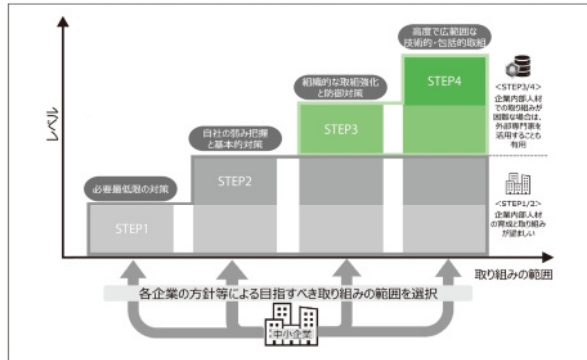 高度で広範囲な
技術的・包括的取組
組織的な取組強化
と防御対策
自社の弱み把握
と基本的対策
必要最低限の対策
STEP4
STEP3
STEP2
STEP1
レベル
<STEP3/4>
企業内部人材
での取り組みが
困難な場合は、
外部専門家を
活用することも
有用
<STEP1/2>
企業内部人材
の育成と取り組み
が望ましい
取り組みの範囲
各企業の方針等による目指すべき取り組みの範囲を選択
中小企業